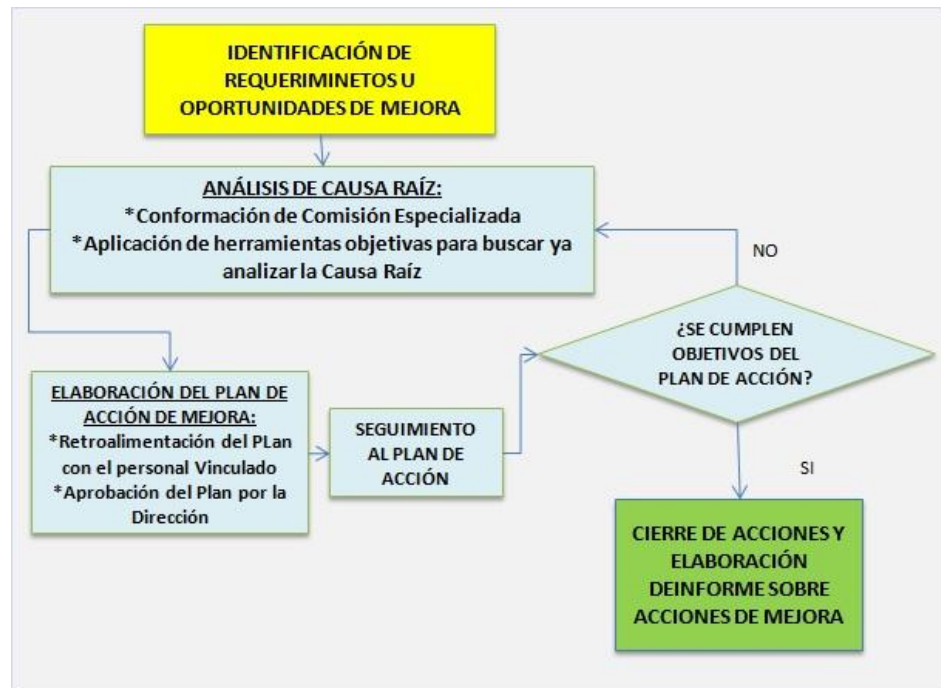 IDENTIFICACIÓN DE
REQUERIMINETOS U
OPORTUNIDADES DE MEJORA
ANÁLISIS DE CAUSA RAÍZ:
*Conformación de Comisión Especializada
*Aplicación de herramientas objetivas para buscar ya
analizar la Causa Raíz
NO
¿SE CUMPLEN
OBJETIVOS DEL
PLAN DE ACCIÓN?
ELABORACIÓN DEL PLAN DE
ACCIÓN DE MEJORA:
*Retroalimentación del PLan
con el personal Vinculado
*Aprobación del Plan por la
Dirección
SEGUIMIENTO
AL PLAN DE
ACCIÓN
SI
CIERRE DE ACCIONES Y
ELABORACIÓN
DEINFORME SOBRE
ACCIONES DE MEJORA